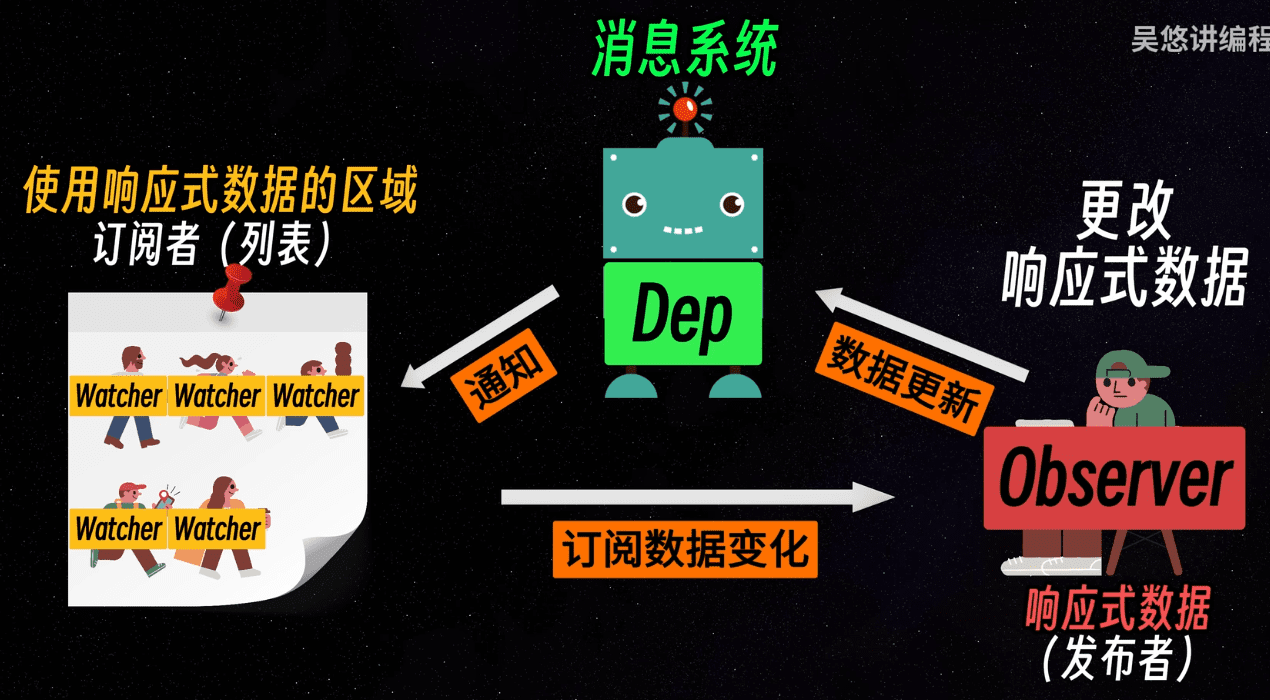 消息系统
吴悠讲编程
使用响应式数据的区域
订阅者（列表）
更改
响应式数据
Dep
通知
数据更新
Watcher Watcher Watcher
Watcher Watcher
Observer
订阅数据变化
响应式数据
（发布者）